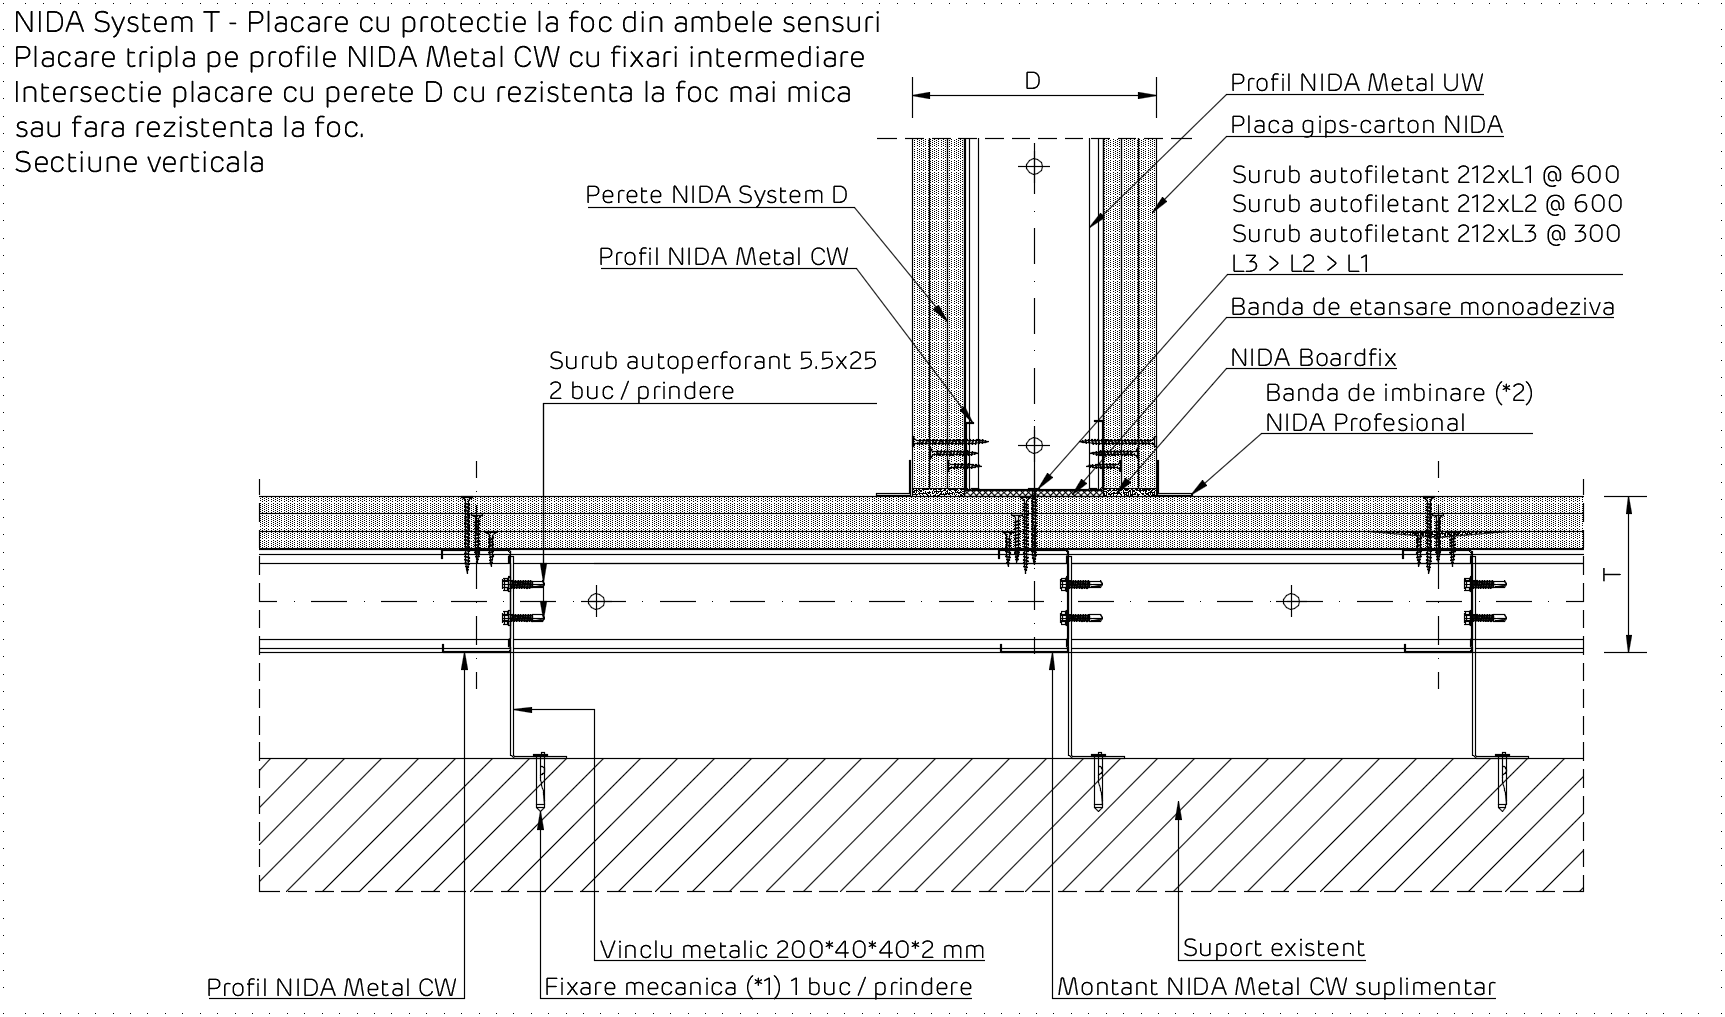 NIDA System T - Placare cu protectie la foc din ambele sensuri
Placare tripla pe profile NIDA Metal CW cu fixari intermediare
Intersectie placare cu perete D cu rezistenta la foc mai mica
sau fara rezistenta la foc.
Sectiune verticala
D
Profil NIDA Metal UW
Placa gips-carton NIDA
Surub autofiletant 212xL1 @ 600
Surub autofiletant 212xL2 @ 600
Surub autofiletant 212xL3 @ 300
L3 > L2 > L1
Perete NIDA System D
Profil NIDA Metal CW
Banda de etansare monoadeziva
NIDA Boardfix
Surub autoperforant 5.5x25
2 buc / prindere
Banda de imbinare (*2)
NIDA Profesional
T
Vinclu metalic 200*40*40*2 mm
Suport existent
Profil NIDA Metal CW
Fixare mecanica (*1) 1 buc / prindere
Montant NIDA Metal CW suplimentar